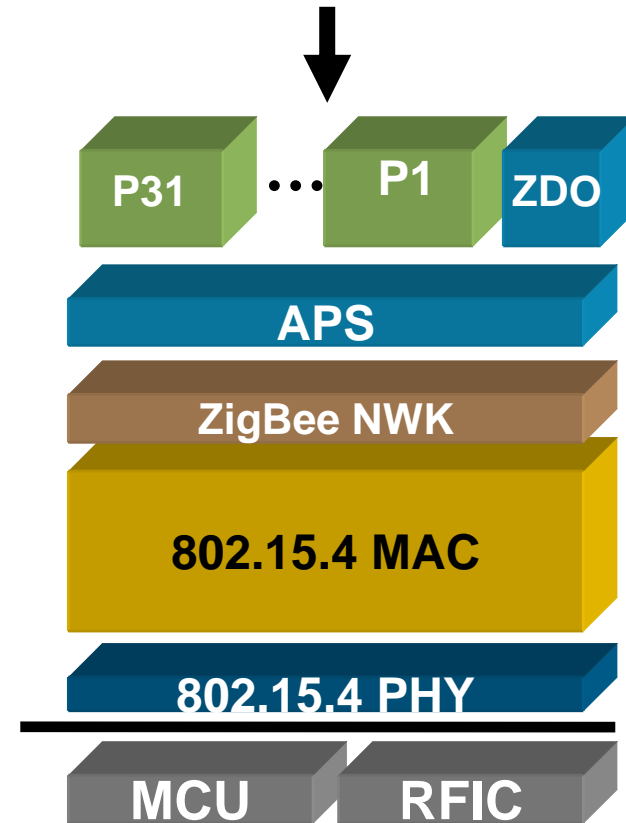 P31 ... P1 ZDO
APS
ZigBee NWK
802.15.4 MAC
802.15.4 PHY
MCU RFIC